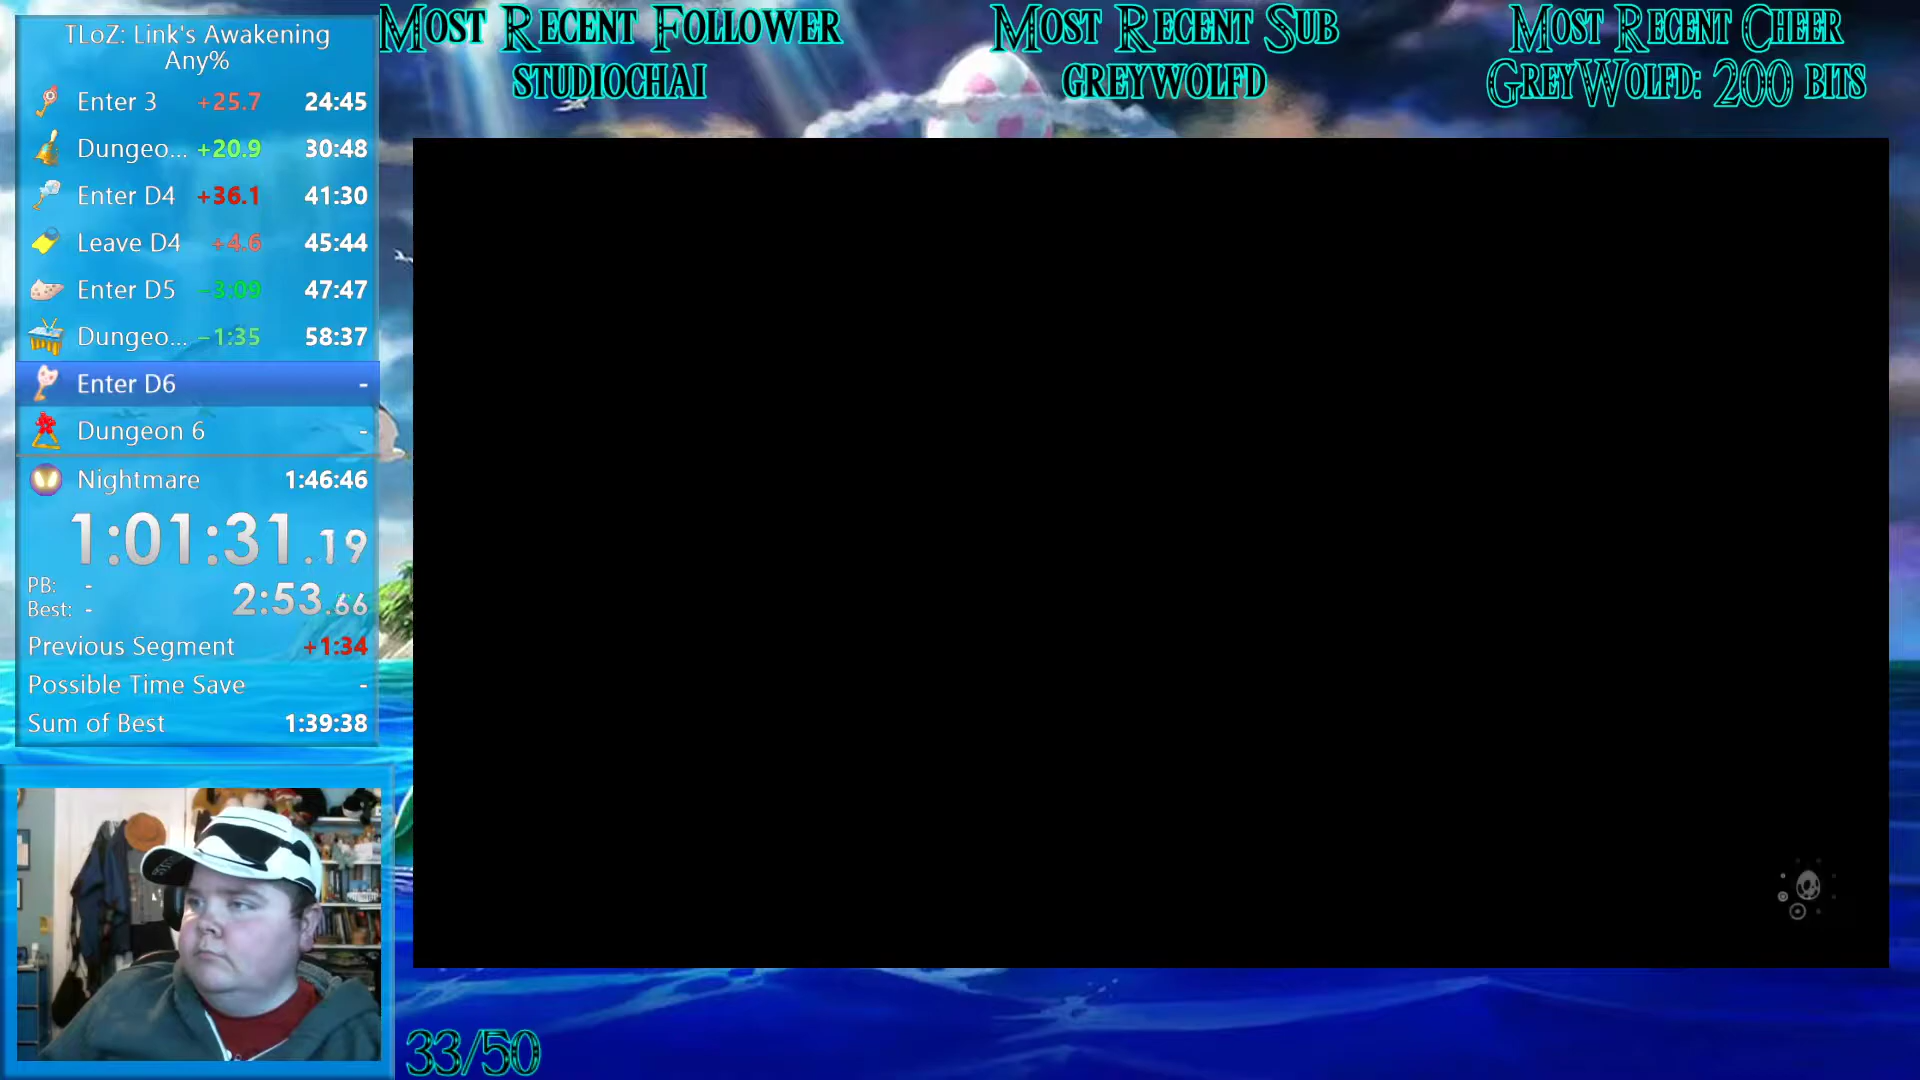 TLoZ: Link's Awakening
Any%
Enter 3 +25.7 24:45
Dungeo... +20.9 30:48
Enter D4 +36.1 41:30
Leave D4 +4.6 45:44
Enter D5 -3:09 47:47
Dungeo... -1:35 58:37
Enter D6 -
Dungeon 6 -
Nightmare 1:46:46
1:01:31.19
PB: -
Best: -
2:53.66
Previous Segment +1:34
Possible Time Save -
Sum of Best 1:39:38
Most Recent Follower
studiochai
Most Recent Sub
greywolfd
Most Recent Cheer
GreyWolfd: 200 bits
33/50